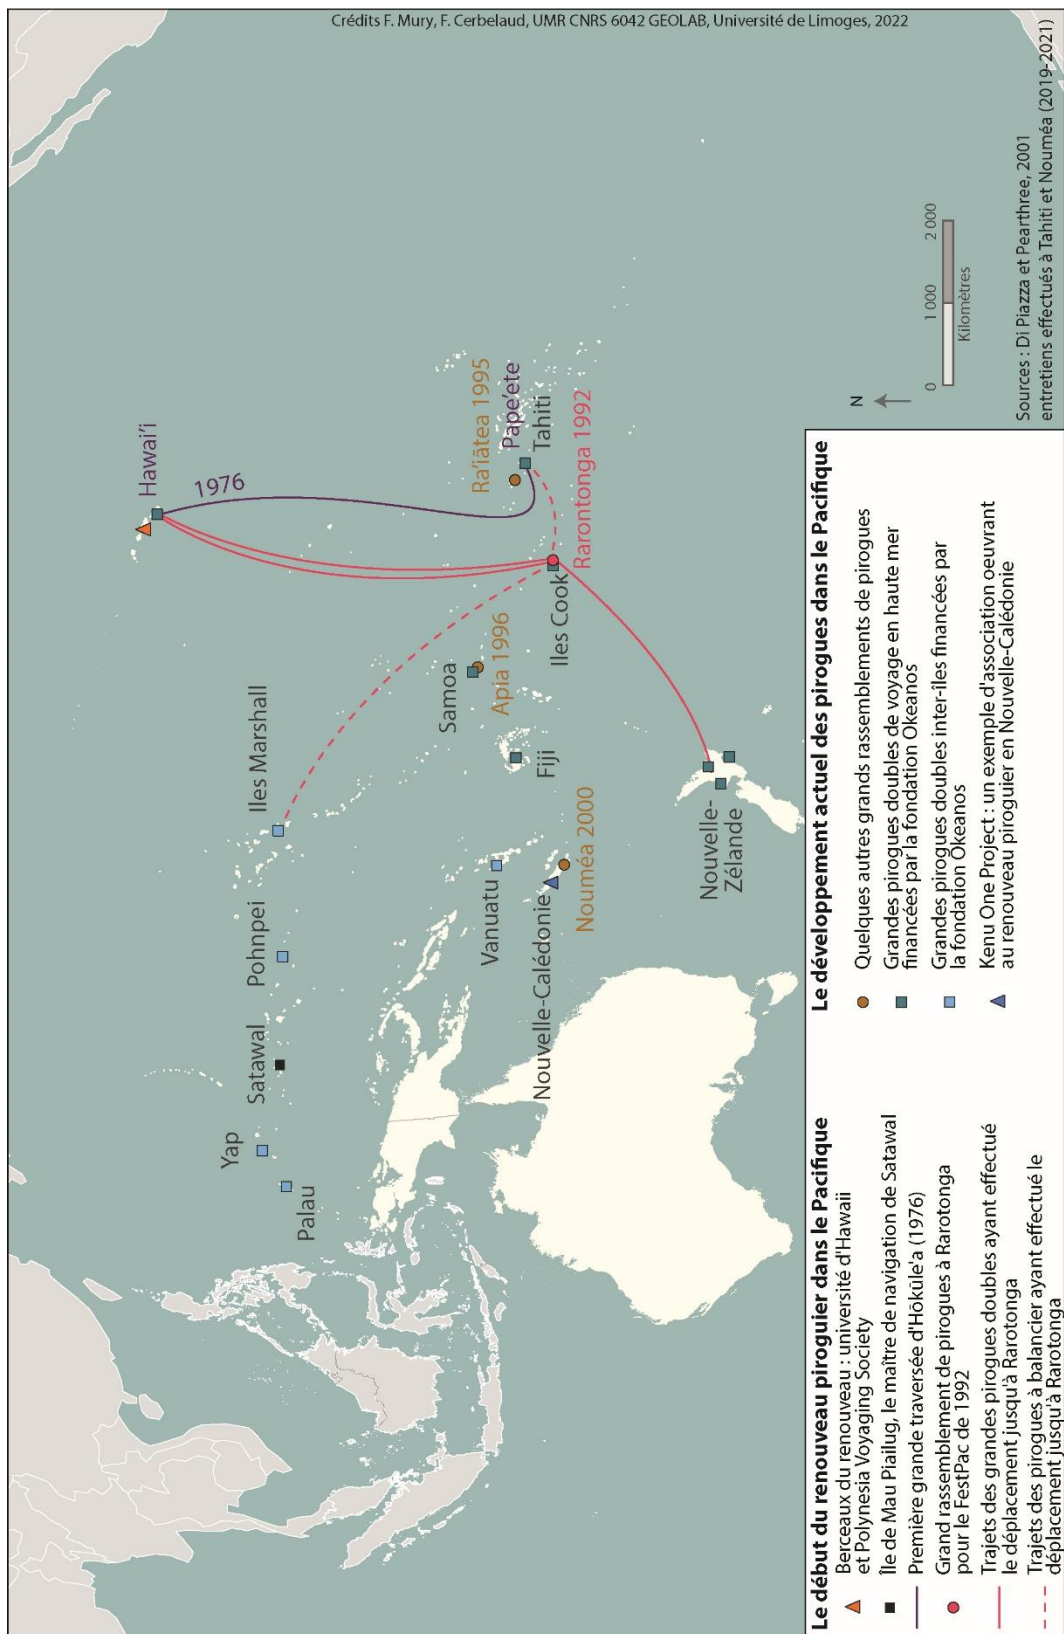 Crédits F. Mury, F. Cerbelaud, UMR CNRS 6042 GEOLAB, Université de Limoges, 2022
Hawai'i
1976
Iles Marshall
Pohnpei
Satawal
Yap
Palau
Samoa
Apia 1996
Ra'iātea 1995
Pape'ete
Tahiti
Fiji
Vanuatu
Iles Cook
Rarontonga 1992
Nouvelle-Calédonie
Nouméa 2000
Nouvelle-
Zélande
N
0
1 000
2 000
Kilomètres
Sources : Di Piazza et Pearthree, 2001
entretiens effectués à Tahiti et Nouméa (2019-2021)
Le début du renouveau piroguier dans le Pacifique
Berceaux du renouveau : université d'Hawaii
et Polynesia Voyaging Society
Île de Mau Piailug, le maître de navigation de Satawal
Première grande traversée d'Hōkule'a (1976)
Grand rassemblement de pirogues à Rarotonga
pour le FestPac de 1992
Trajets des grandes pirogues doubles ayant effectué
le déplacement jusqu'à Rarotonga
Trajets des pirogues à balancier ayant effectué le
déplacement jusqu'à Rarotonga
Le développement actuel des pirogues dans le Pacifique
Quelques autres grands rassemblements de pirogues
Grandes pirogues doubles de voyage en haute mer
financées par la fondation Okeanos
Grandes pirogues doubles inter-îles financées par
la fondation Okeanos
Kenu One Project : un exemple d'association oeuvrant
au renouveau piroguier en Nouvelle-Calédonie